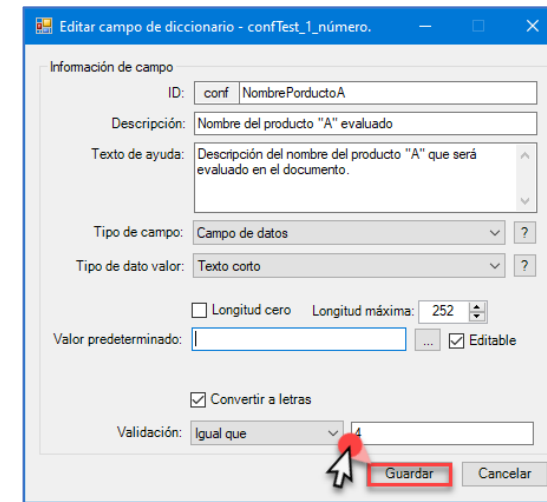 Editar campo de diccionario - confTest_1_número.
Información de campo
ID: conf NombrePorductoA
Descripción: Nombre del producto "A" evaluado
Texto de ayuda: Descripción del nombre del producto "A" que será
evaluado en el documento.
Tipo de campo: Campo de datos ?
Tipo de dato valor: Texto corto ?
Longitud cero Longitud máxima: 252
Valor predeterminado: ... Editable
Convertir a letras
Validación: Igual que 4
Guardar Cancelar